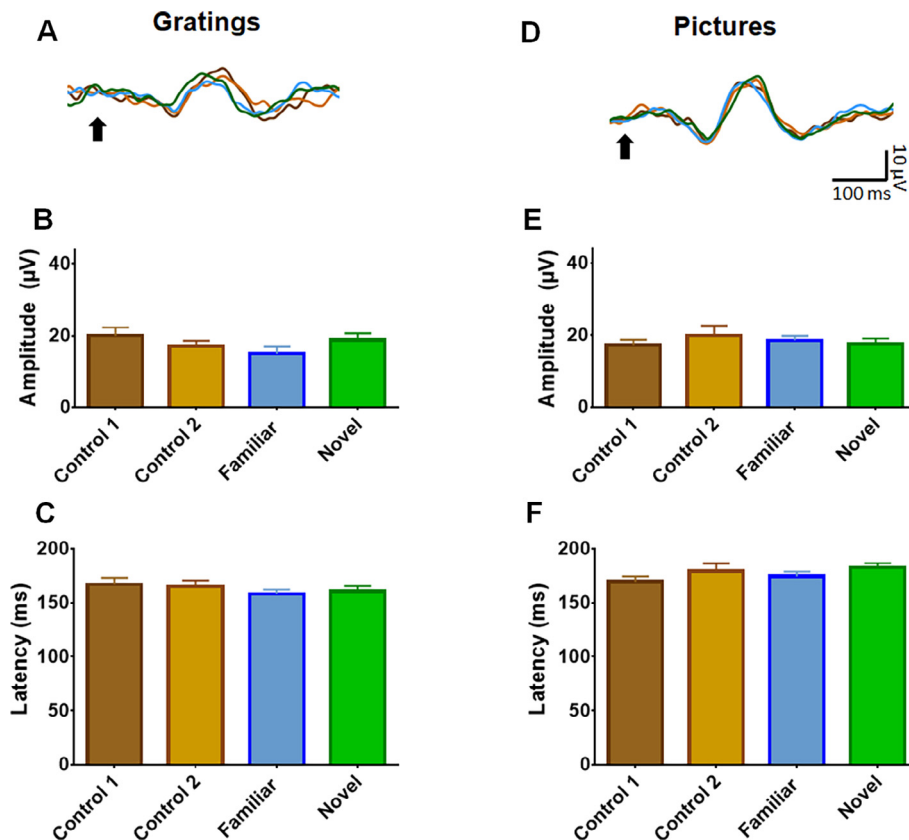 A
Gratings
D
Pictures
10 µV
100 ms
B
Amplitude (µV)
40
20
0
Control 1
Control 2
Familiar
Novel
E
Amplitude (µV)
40
20
0
Control 1
Control 2
Familiar
Novel
C
Latency (ms)
200
150
100
50
0
Control 1
Control 2
Familiar
Novel
F
Latency (ms)
200
150
100
50
0
Control 1
Control 2
Familiar
Novel